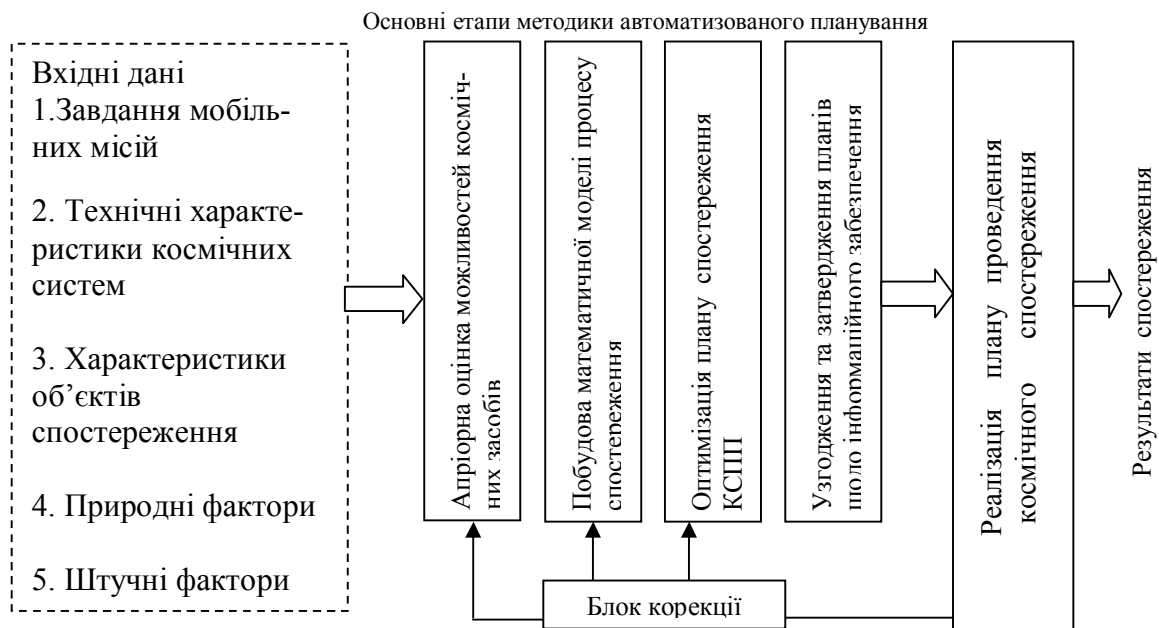 Основні етапи методики автоматизованого планування
Вхідні дані
1.Завдання мобіль-
них місій
2. Технічні характе-
ристики космічних
систем
3. Характеристики
об’єктів
спостереження
4. Природні фактори
5. Штучні фактори
Апріорна оцінка можливостей косміч-
них засобів
Побудова математичної моделі процесу
спостереження
Оптимізація плану спостереження
КСПП
Узгодження та затвердження планів
щодо інформаційного забезпечення
Реалізація плану проведення
космічного спостереження
Результати спостереження
Блок корекції